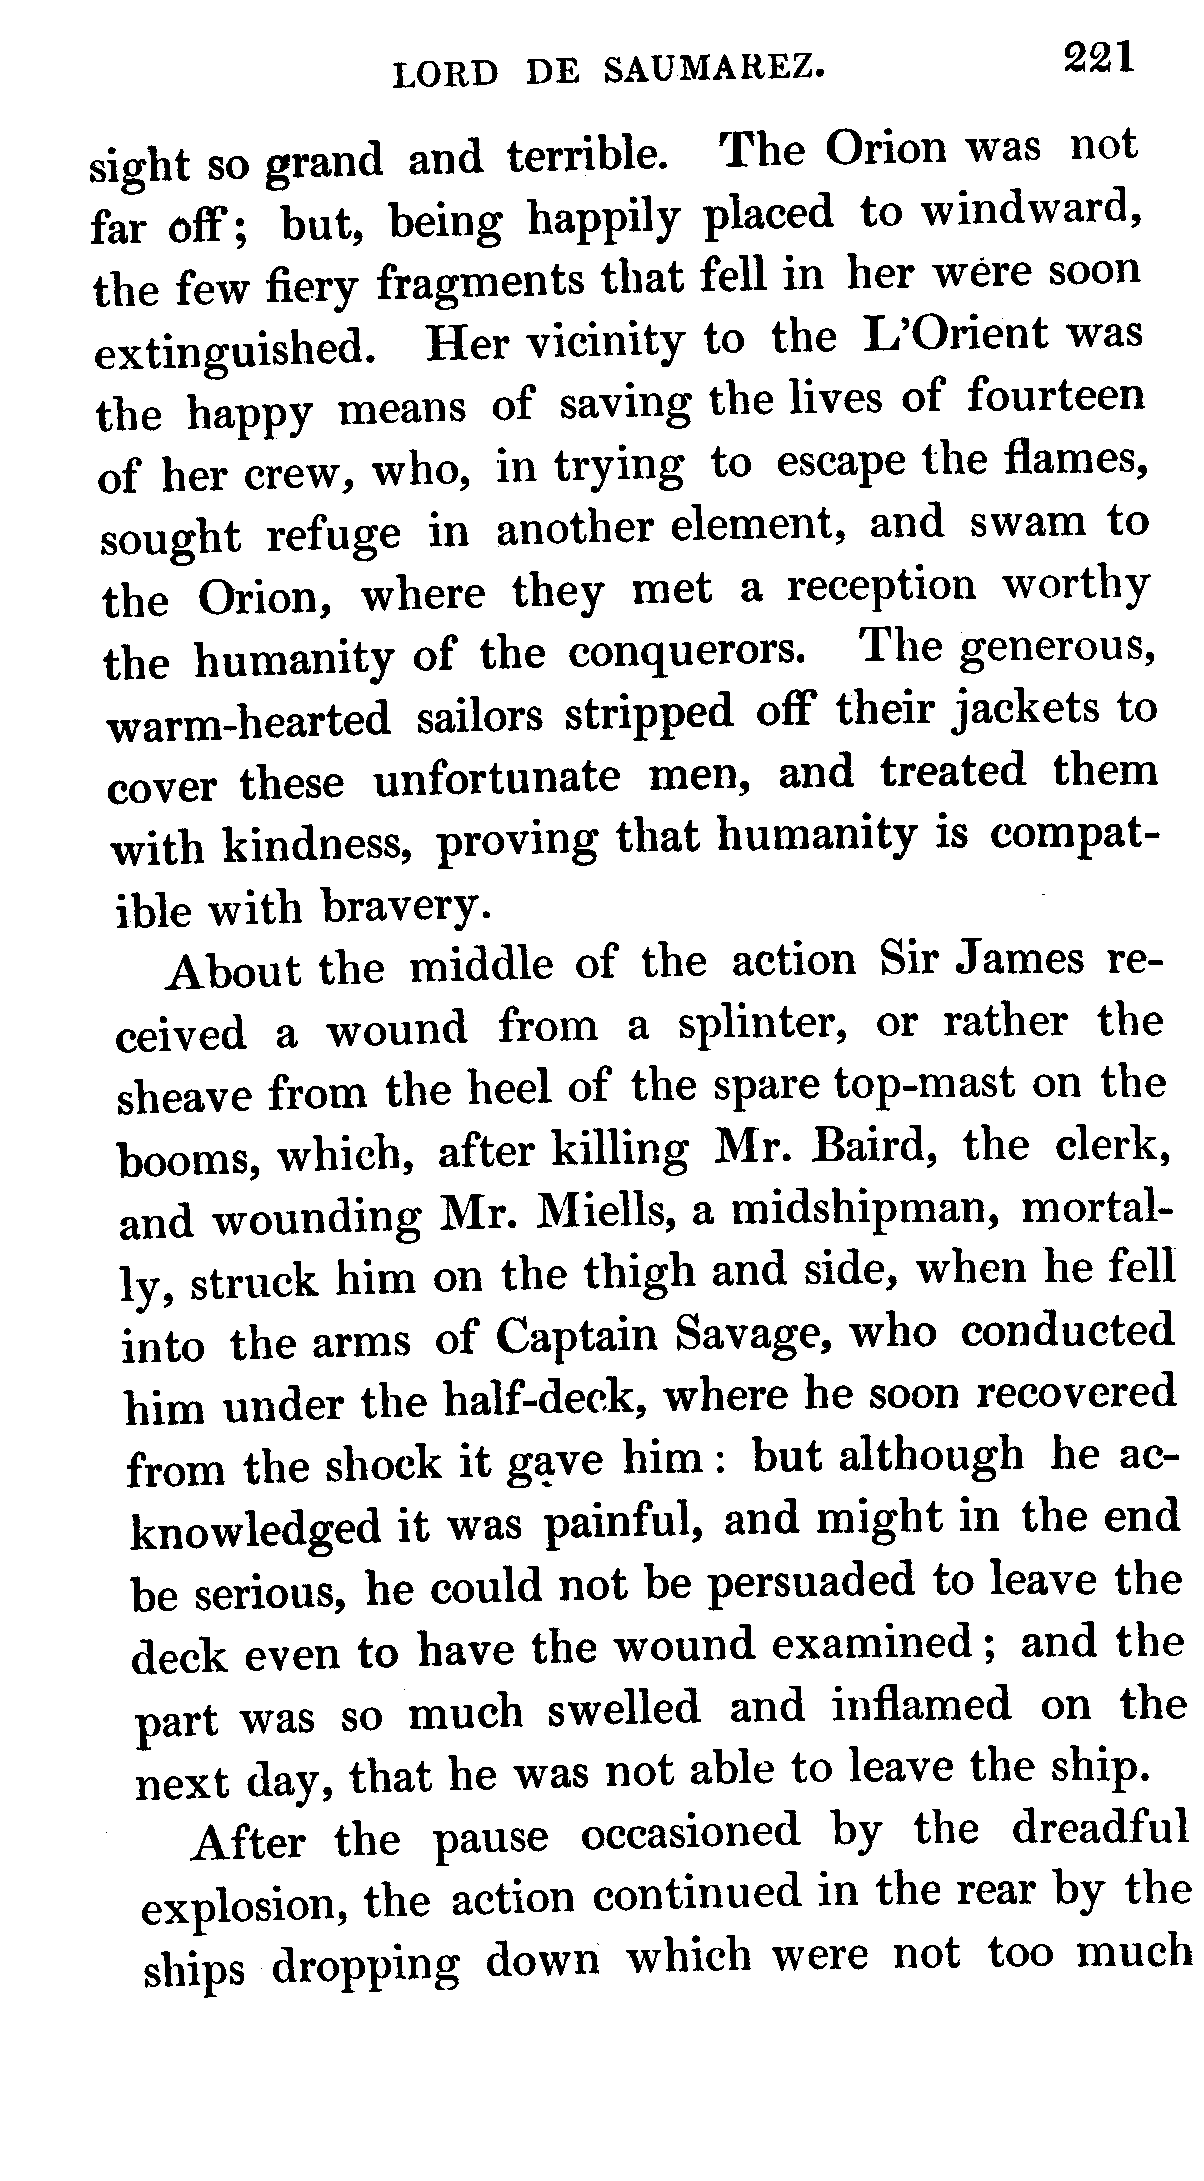 LORD DE SAUMAREZ. 221
sight so grand and terrible. The Orion was not
far off; but, being happily placed to windward,
the few fiery fragments that fell in her were soon
extinguished. Her vicinity to the L'Orient was
the happy means of saving the lives of fourteen
of her crew, who, in trying to escape the flames,
sought refuge in another element, and swam to
the Orion, where they met a reception worthy
the humanity of the conquerors. The generous,
warm-hearted sailors stripped off their jackets to
cover these unfortunate men, and treated them
with kindness, proving that humanity is compat-
ible with bravery.
About the middle of the action Sir James re-
ceived a wound from a splinter, or rather the
sheave from the heel of the spare top-mast on the
booms, which, after killing Mr. Baird, the clerk,
and wounding Mr. Miells, a midshipman, mortal-
ly, struck him on the thigh and side, when he fell
into the arms of Captain Savage, who conducted
him under the half-deck, where he soon recovered
from the shock it gave him: but although he ac-
knowledged it was painful, and might in the end
be serious, he could not be persuaded to leave the
deck even to have the wound examined; and the
part was so much swelled and inflamed on the
next day, that he was not able to leave the ship.
After the pause occasioned by the dreadful
explosion, the action continued in the rear by the
ships dropping down which were not too much